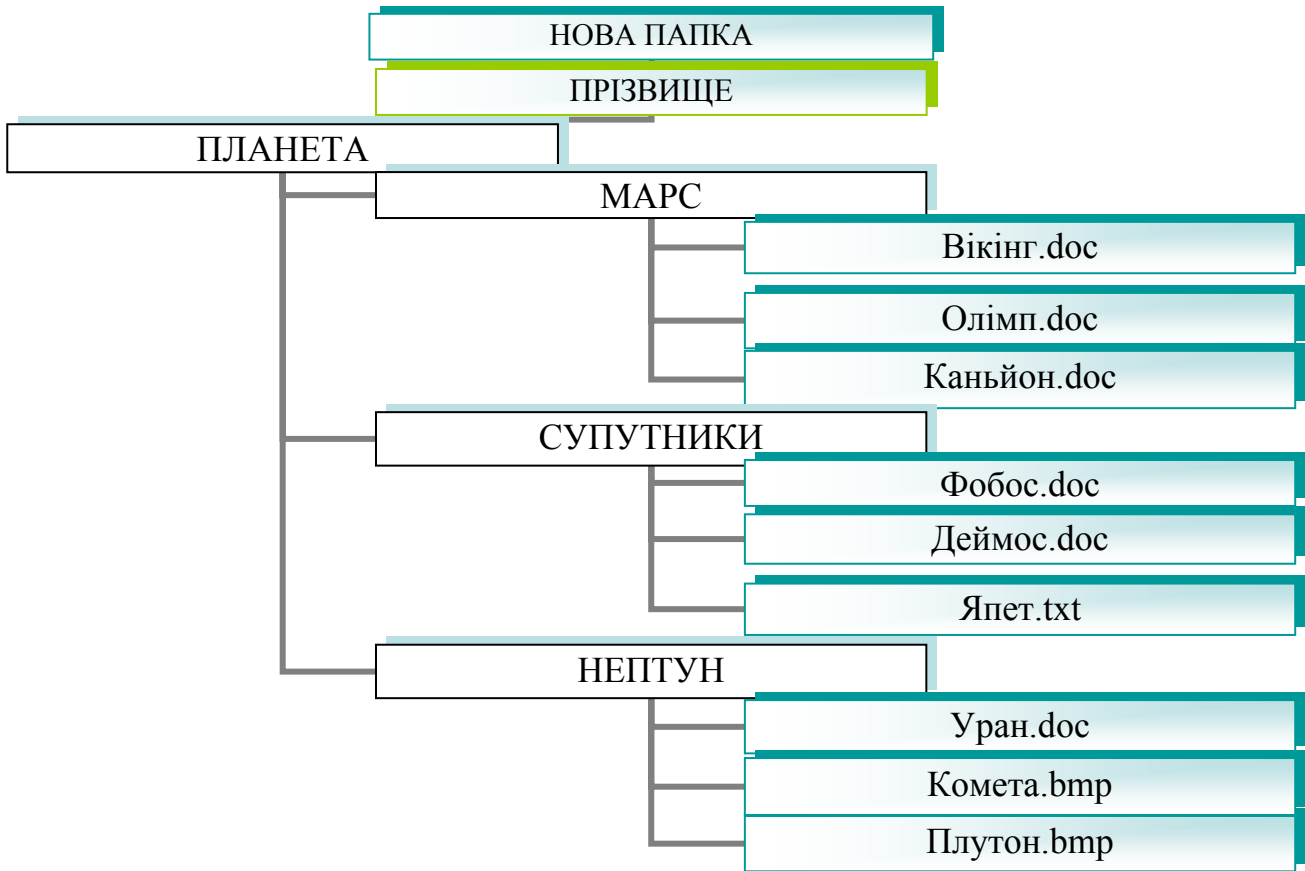 НОВА ПАПКА
ПРІЗВИЩЕ
ПЛАНЕТА
МАРС
Вікінг.doc
Олімп.doc
Каньйон.doc
СУПУТНИКИ
Фобос.doc
Деймос.doc
Япет.txt
НЕПТУН
Уран.doc
Комета.bmp
Плутон.bmp